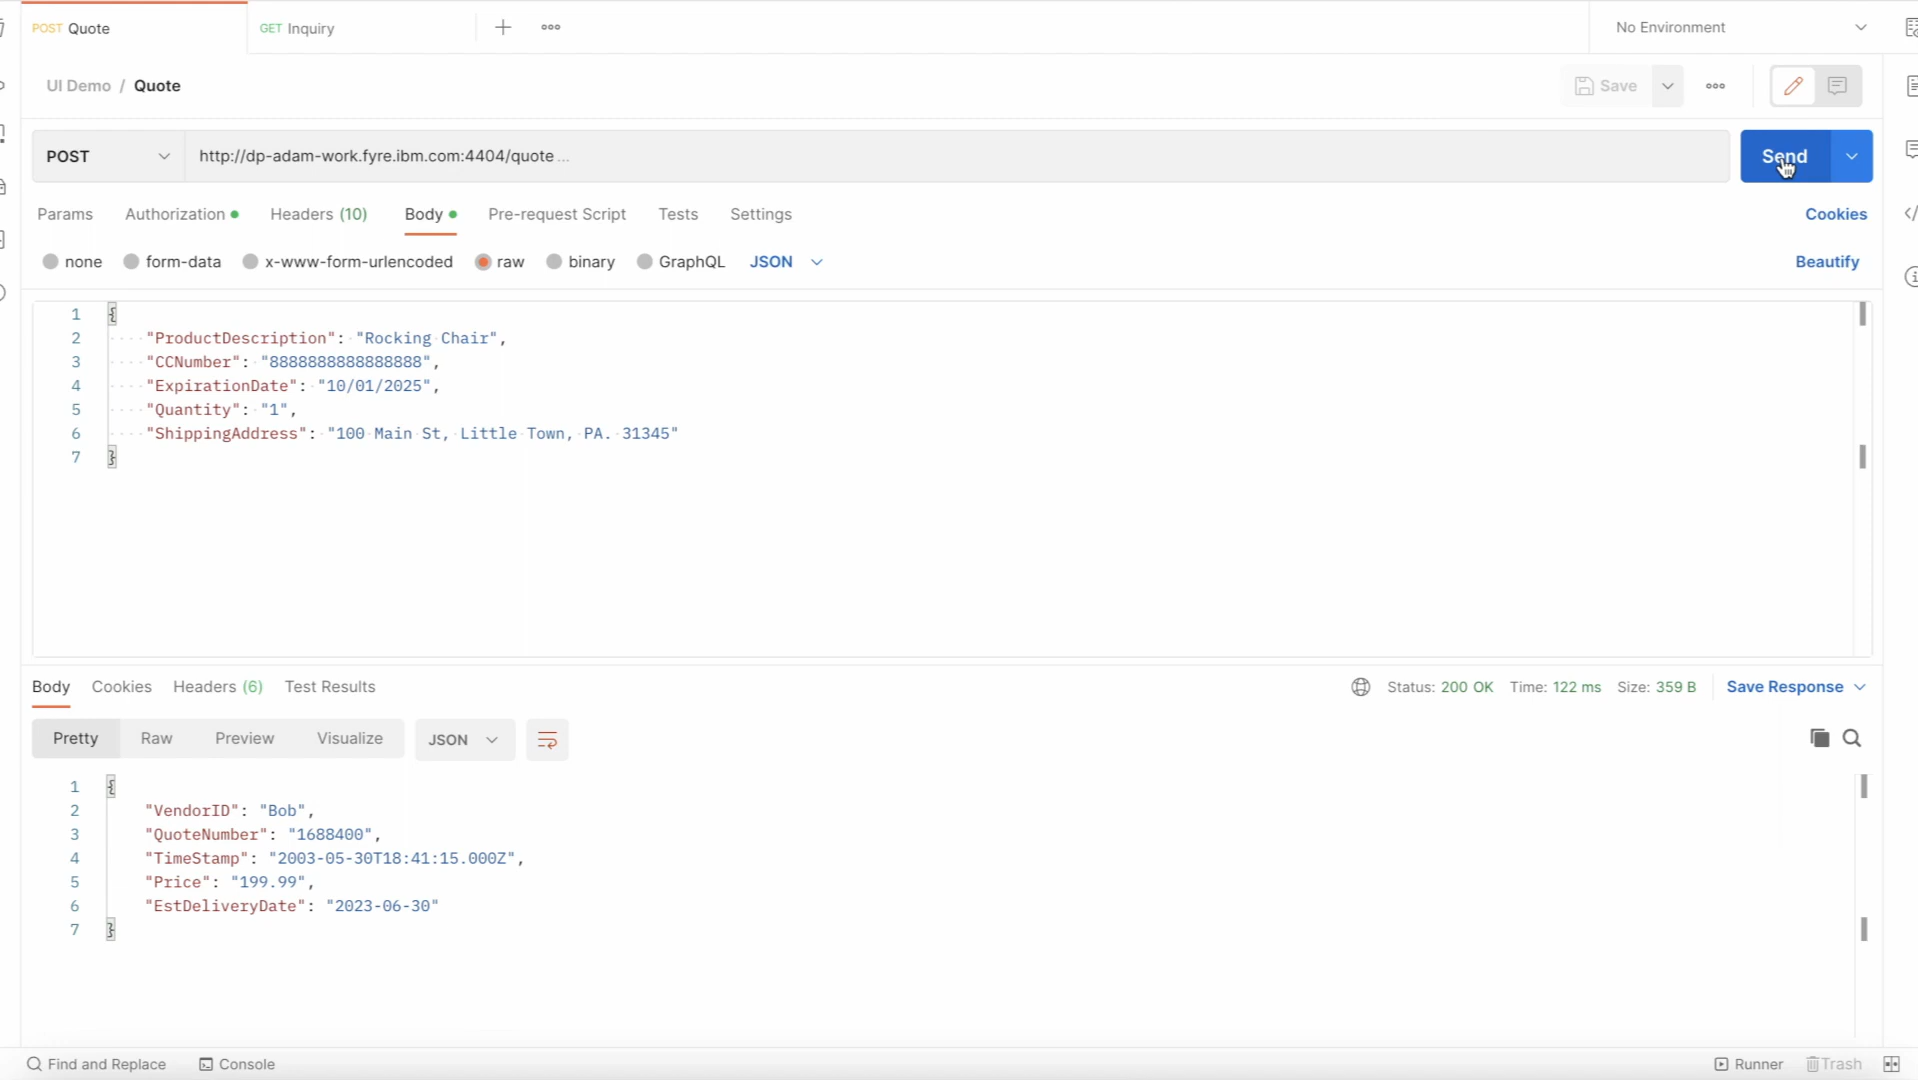 POST Quote
GET Inquiry
No Environment
UI Demo / Quote
Save
POST
http://dp-adam-work.fyre.ibm.com:4404/quote ...
Send
Params
Authorization
Headers (10)
Body
Pre-request Script
Tests
Settings
Cookies
none
form-data
x-www-form-urlencoded
raw
binary
GraphQL
JSON
Beautify
1 {
2 "ProductDescription": "Rocking Chair",
3 "CCNumber": "8888888888888888",
4 "ExpirationDate": "10/01/2025",
5 "Quantity": "1",
6 "ShippingAddress": "100 Main St, Little Town, PA. 31345"
7 }
Body
Cookies
Headers (6)
Test Results
Status: 200 OK
Time: 122 ms
Size: 359 B
Save Response
Pretty
Raw
Preview
Visualize
JSON
1 {
2 "VendorID": "Bob",
3 "QuoteNumber": "1688400",
4 "TimeStamp": "2003-05-30T18:41:15.000Z",
5 "Price": "199.99",
6 "EstDeliveryDate": "2023-06-30"
7 }
Find and Replace
Console
Runner
Trash